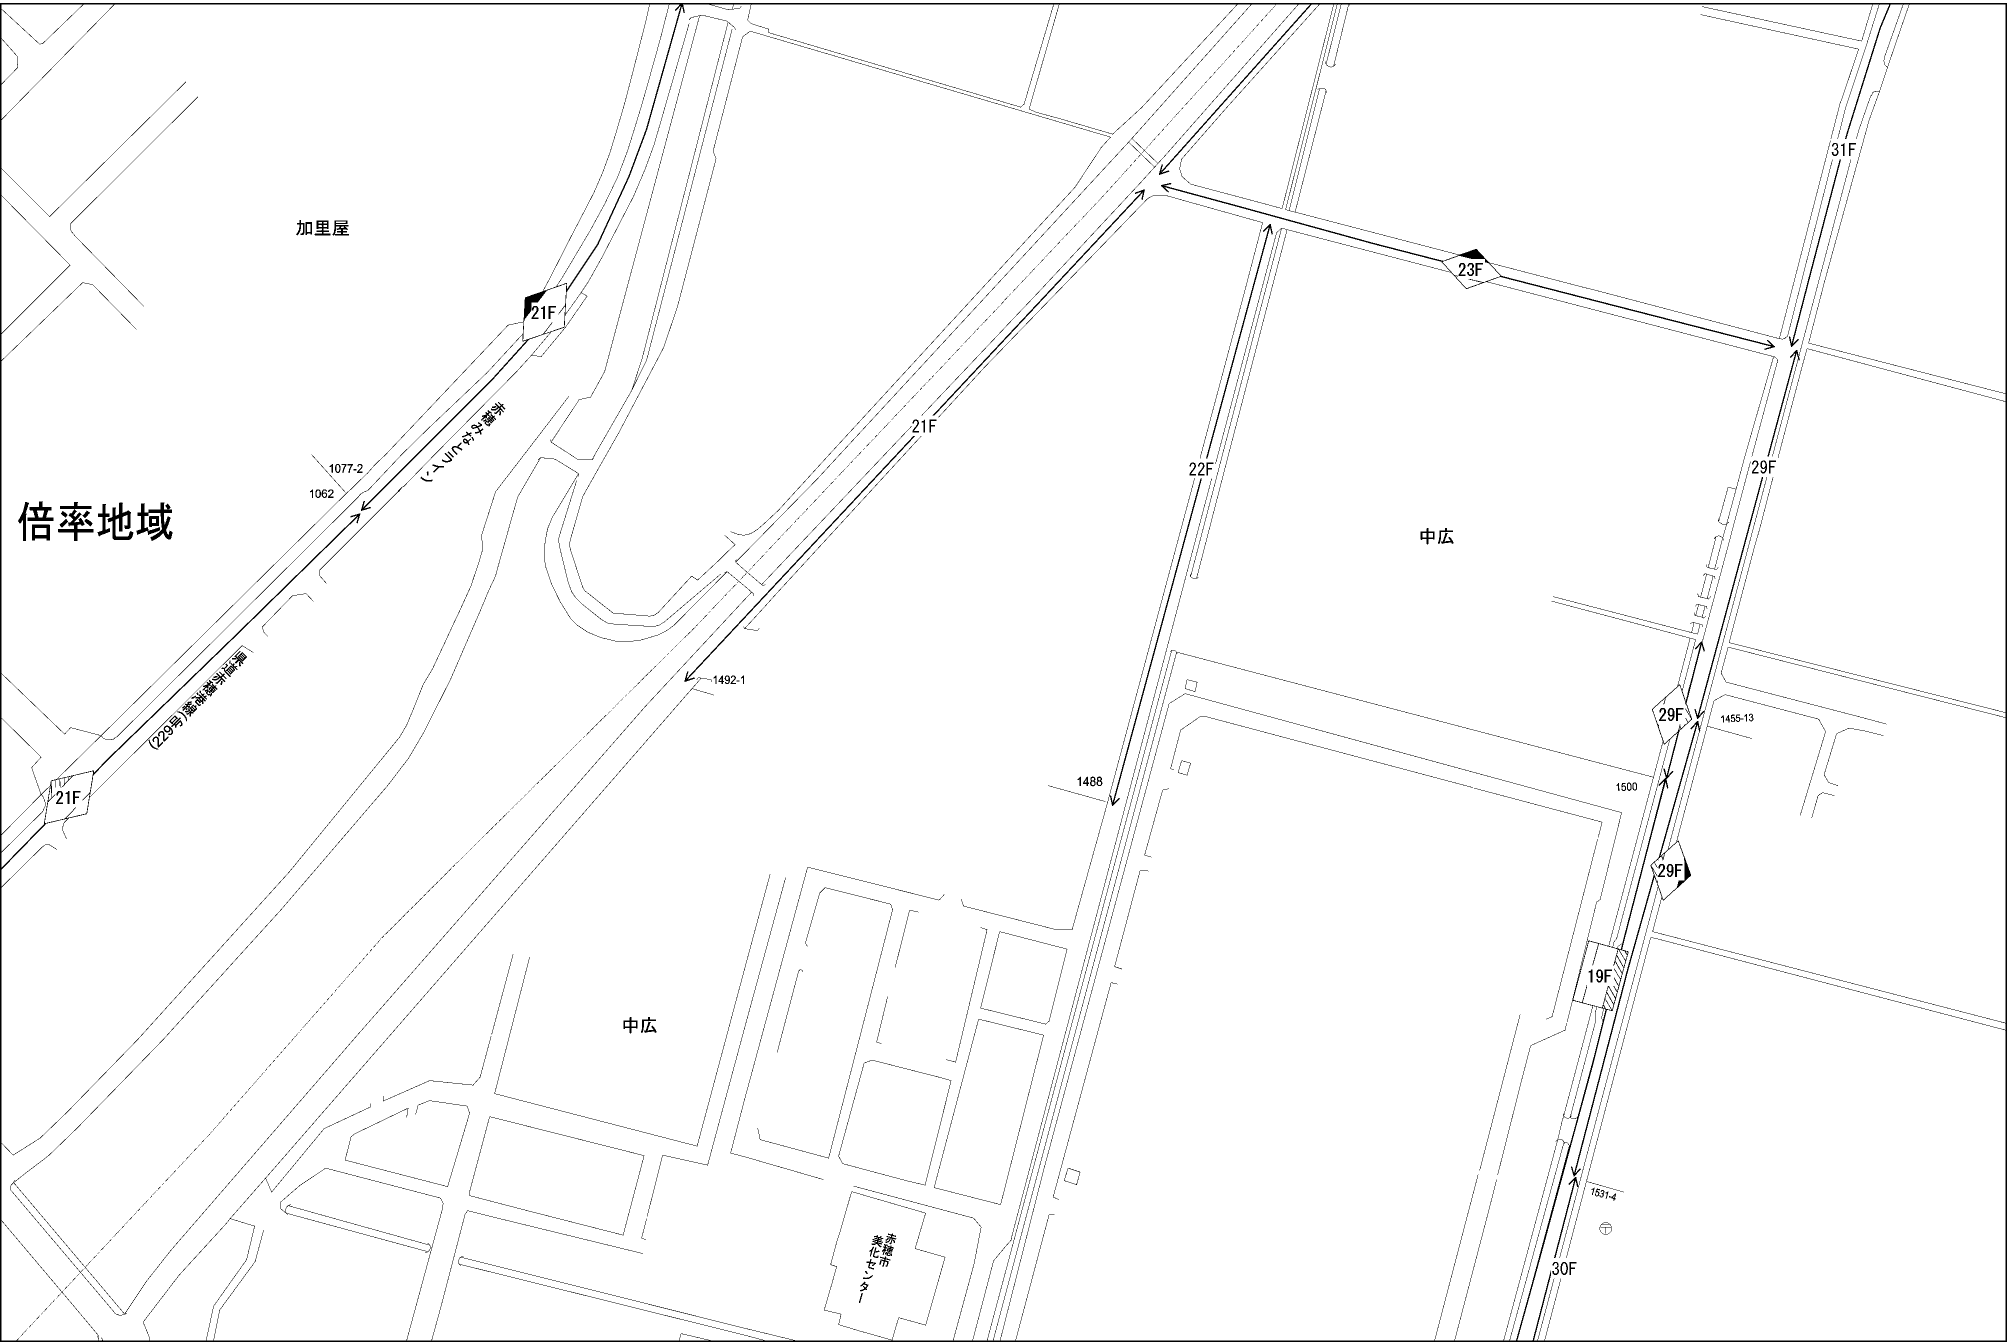 31F
加里屋
23F
21F
赤穂みなとライン
21F
22F
29F
1077-2
1062
倍率地域
中広
県道赤穂港線(229号)
1492-1
29F
1455-13
21F
1488
1500
29F
19F
中広
1531-4
赤穂市
美化センター
30F